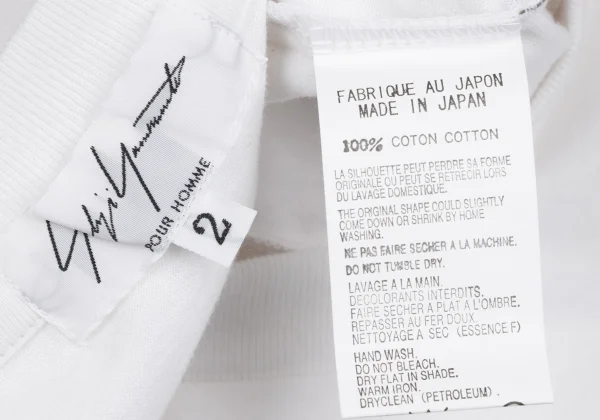 Yohji Yamamoto
POUR HOMME
2
FABRIQUE AU JAPON
MADE IN JAPAN
100% COTON COTTON
LA SILHOUETTE PEUT PERDRE SA FORME
ORIGINALE OU PEUT SE RETRECIR LORS
DU LAVAGE DOMESTIQUE.
THE ORIGINAL SHAPE COULD SLIGHTLY
COME DOWN OR SHRINK BY HOME
WASHING.
NE PAS FAIRE SECHER A LA MACHINE.
DO NOT TUMBLE DRY.
LAVAGE A LA MAIN.
DECOLORANTS INTERDITS.
FAIRE SECHER A PLAT A L'OMBRE.
REPASSER AU FER DOUX.
NETTOYAGE A SEC (ESSENCE F)
HAND WASH.
DO NOT BLEACH.
DRY FLAT IN SHADE.
WARM IRON.
DRYCLEAN (PETROLEUM).